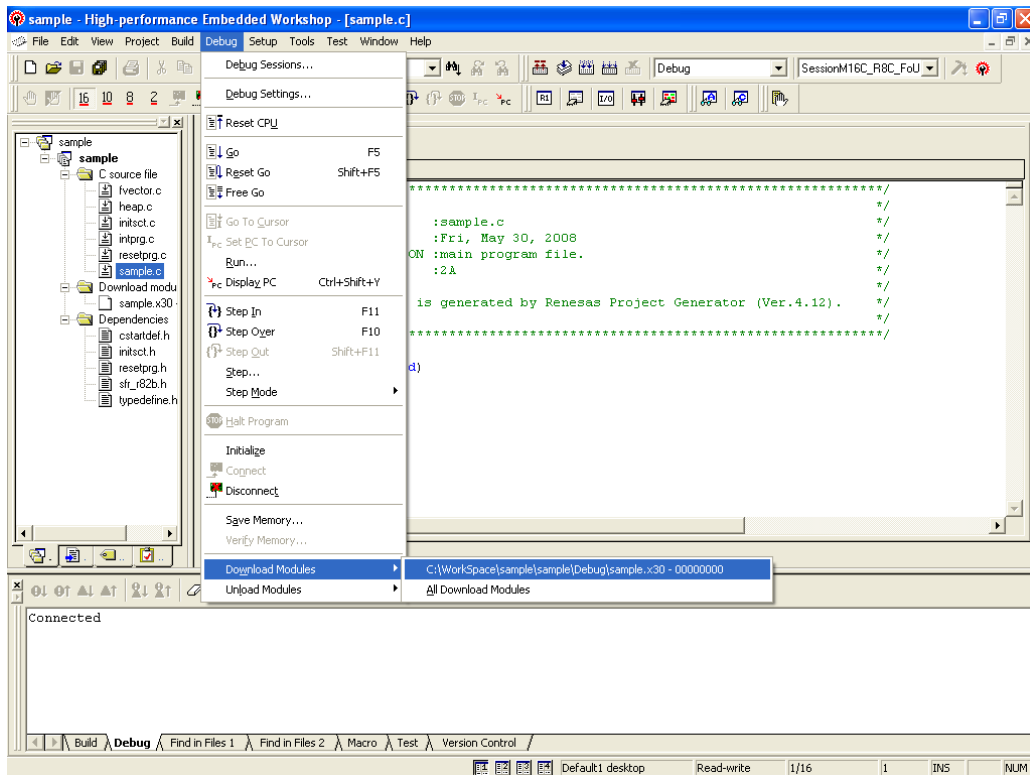 sample - High-performance Embedded Workshop - [sample.c]
File Edit View Project Build Debug Setup Tools Test Window Help
Debug SessionM16C_R8C_FoU
16 10 8 2
Debug Sessions...
Debug Settings...
Reset CPU
Go F5
Reset Go Shift+F5
Free Go
Go To Cursor
Set PC To Cursor
Run...
Display PC Ctrl+Shift+Y
Step In F11
Step Over F10
Step Out Shift+F11
Step...
Step Mode
Halt Program
Initialize
Connect
Disconnect
Save Memory...
Verify Memory...
Download Modules
Unload Modules
C:\WorkSpace\sample\sample\Debug\sample.x30 - 00000000
All Download Modules
sample
sample
C source file
fvector.c
heap.c
initsct.c
intprg.c
resetprg.c
sample.c
Download modu
sample.x30 -
Dependencies
cstartdef.h
initsct.h
resetprg.h
sfr_r82b.h
typedefine.h
***********************************************************/
*/
:sample.c */
:Fri, May 30, 2008 */
ON :main program file. */
:2A */
*/
is generated by Renesas Project Generator (Ver.4.12). */
*/
***********************************************************/
d)
Connected
Build Debug Find in Files 1 Find in Files 2 Macro Test Version Control
Default1 desktop Read-write 1/16 1 INS NUM